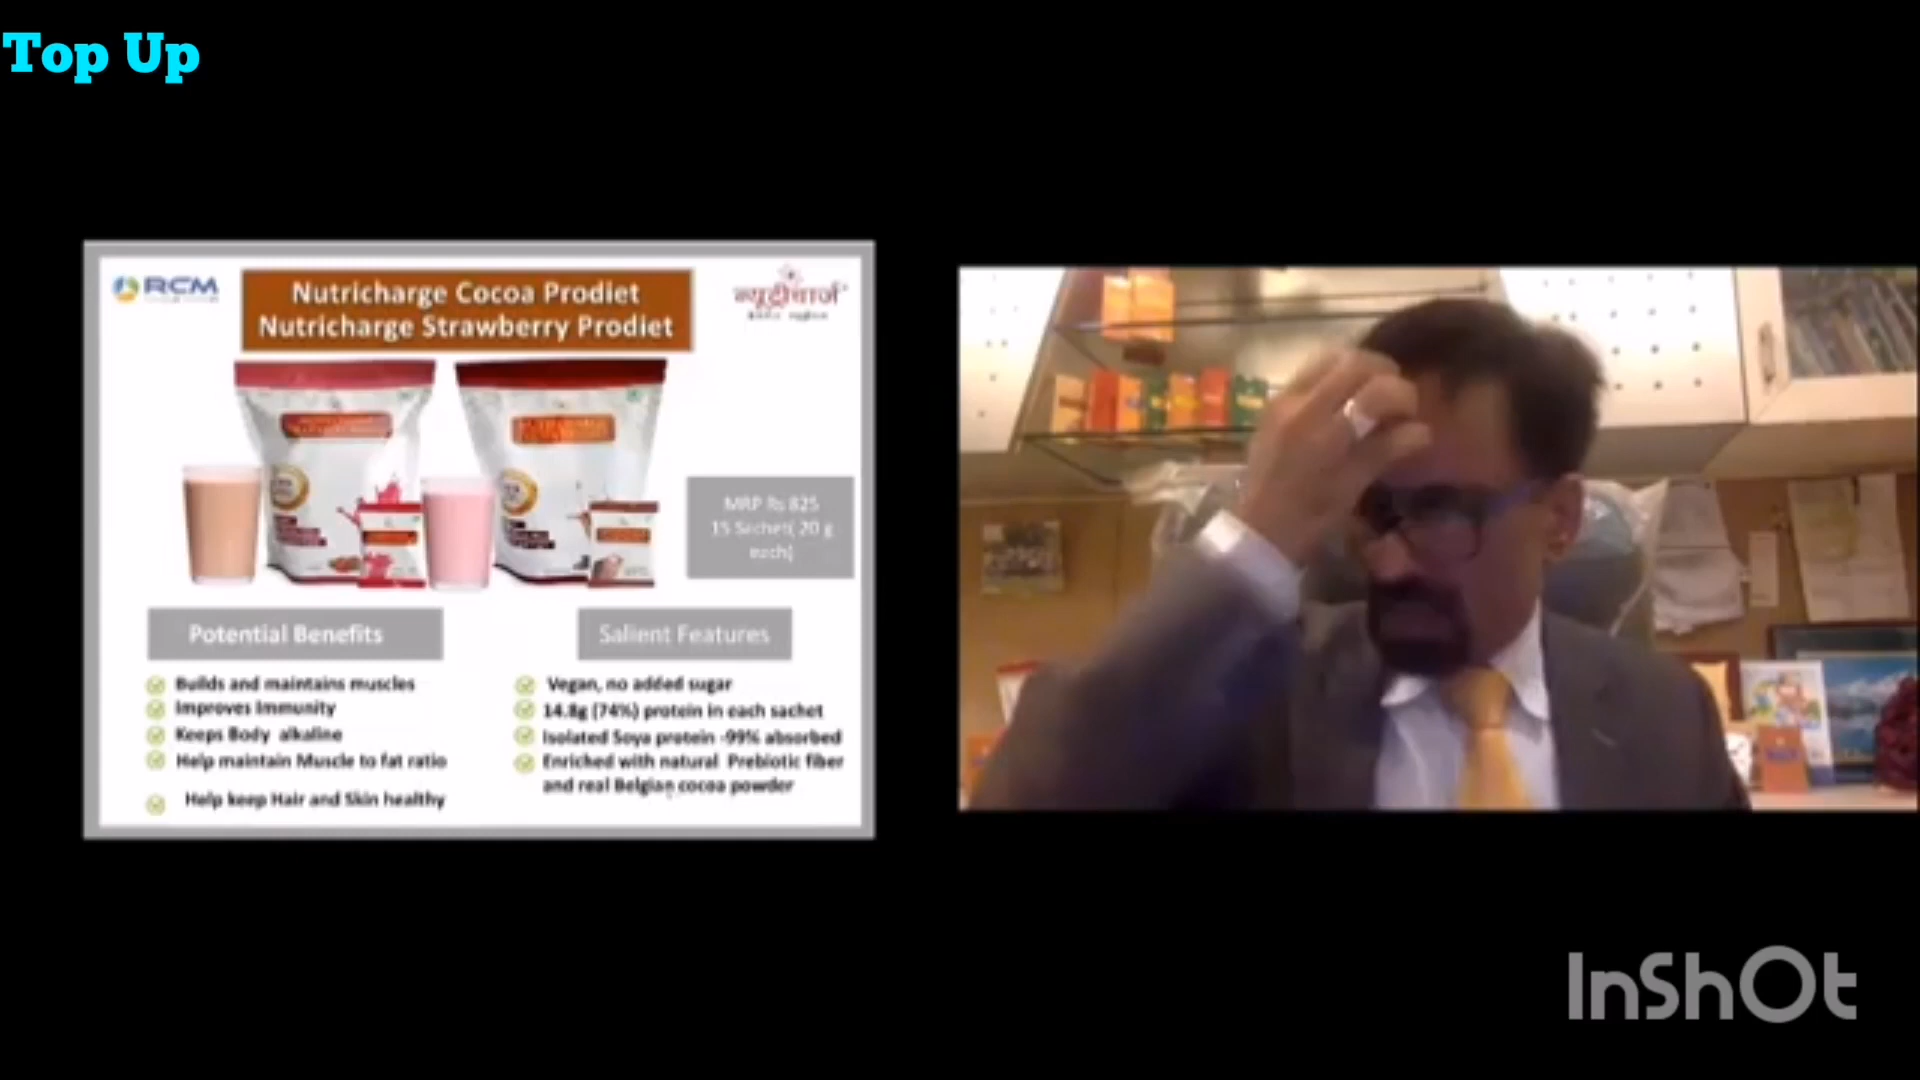 Top Up
RCM
Nutricharge Cocoa Prodiet
Nutricharge Strawberry Prodiet
न्यूट्रीचार्ज
MRP Rs 825
15 Sachet( 20 g
each(
Potential Benefits
Builds and maintains muscles
Improves Immunity
Keeps Body alkaline
Help maintain Muscle to fat ratio
Help keep Hair and Skin healthy
Salient Features
Vegan, no added sugar
14.8g (74%) protein in each sachet
Isolated Soya protein -99% absorbed
Enriched with natural Prebiotic fiber
and real Belgian cocoa powder
InShOt